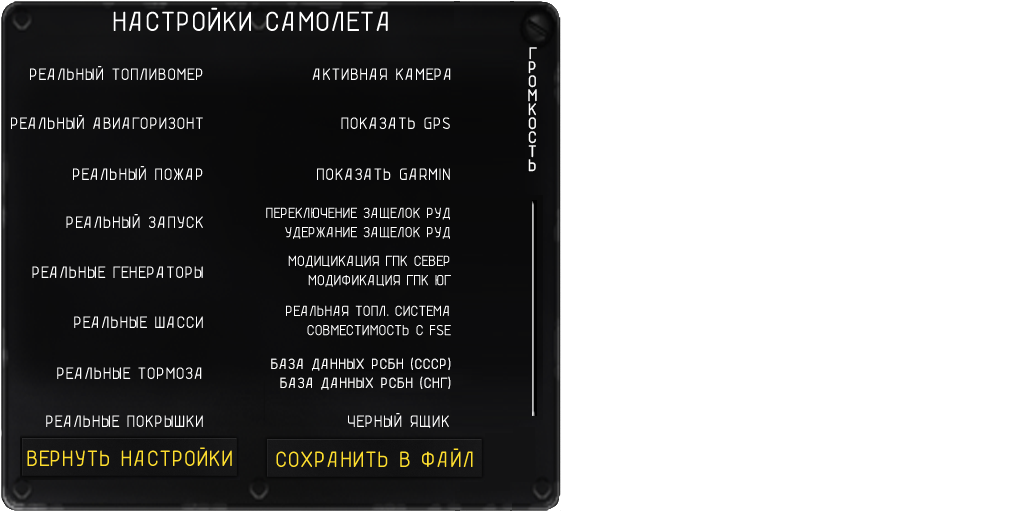 НАСТРОЙКИ САМОЛЕТА
РЕАЛЬНЫЙ ТОПЛИВОМЕР
РЕАЛЬНЫЙ АВИАГОРИЗОНТ
РЕАЛЬНЫЙ ПОЖАР
РЕАЛЬНЫЙ ЗАПУСК
РЕАЛЬНЫЕ ГЕНЕРАТОРЫ
РЕАЛЬНЫЕ ШАССИ
РЕАЛЬНЫЕ ТОРМОЗА
РЕАЛЬНЫЕ ПОКРЫШКИ
ВЕРНУТЬ НАСТРОЙКИ
АКТИВНАЯ КАМЕРА
ПОКАЗАТЬ GPS
ПОКАЗАТЬ GARMIN
ПЕРЕКЛЮЧЕНИЕ ЗАЩЕЛОК РУД
УДЕРЖАНИЕ ЗАЩЕЛОК РУД
МОДИЦИКАЦИЯ ГПК СЕВЕР
МОДИФИКАЦИЯ ГПК ЮГ
РЕАЛЬНАЯ ТОПЛ. СИСТЕМА
СОВМЕСТИМОСТЬ С FSE
БАЗА ДАННЫХ РСБН (СССР)
БАЗА ДАННЫХ РСБН (СНГ)
ЧЕРНЫЙ ЯЩИК
СОХРАНИТЬ В ФАЙЛ
ГРОМКОСТЬ